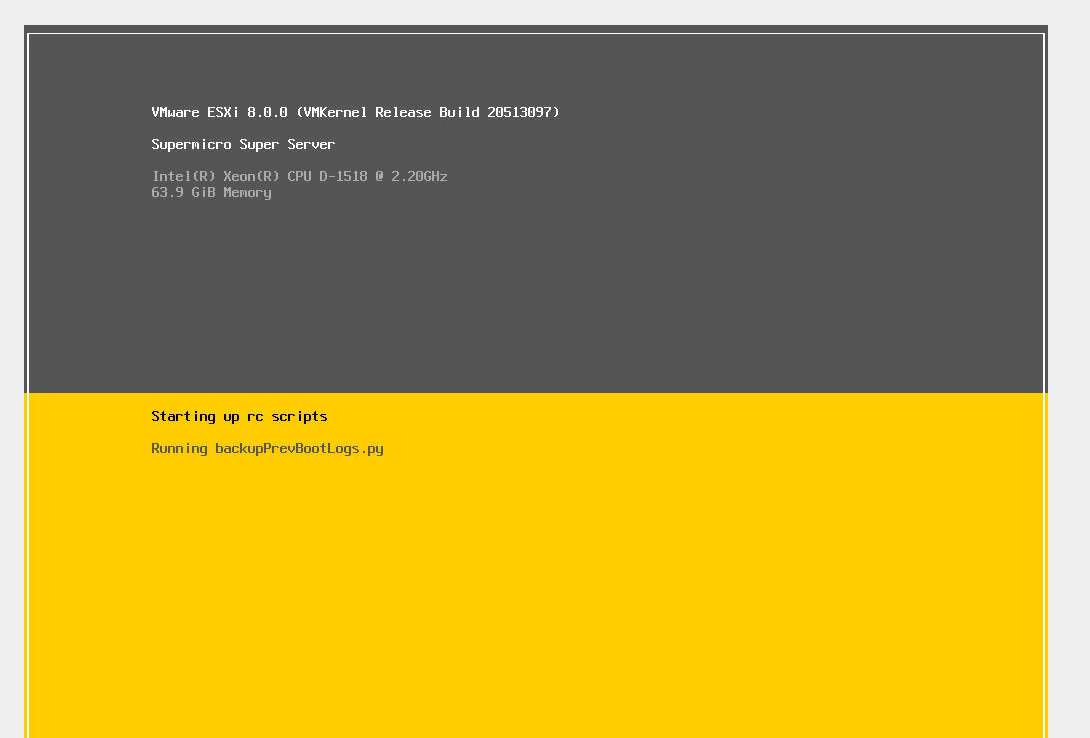 VMware ESXi 8.0.0 (VMKernel Release Build 20513097)
Supermicro Super Server
Intel(R) Xeon(R) CPU D-1518 @ 2.20GHz
63.9 GiB Memory
Starting up rc scripts
Running backupPrevBootLogs.py